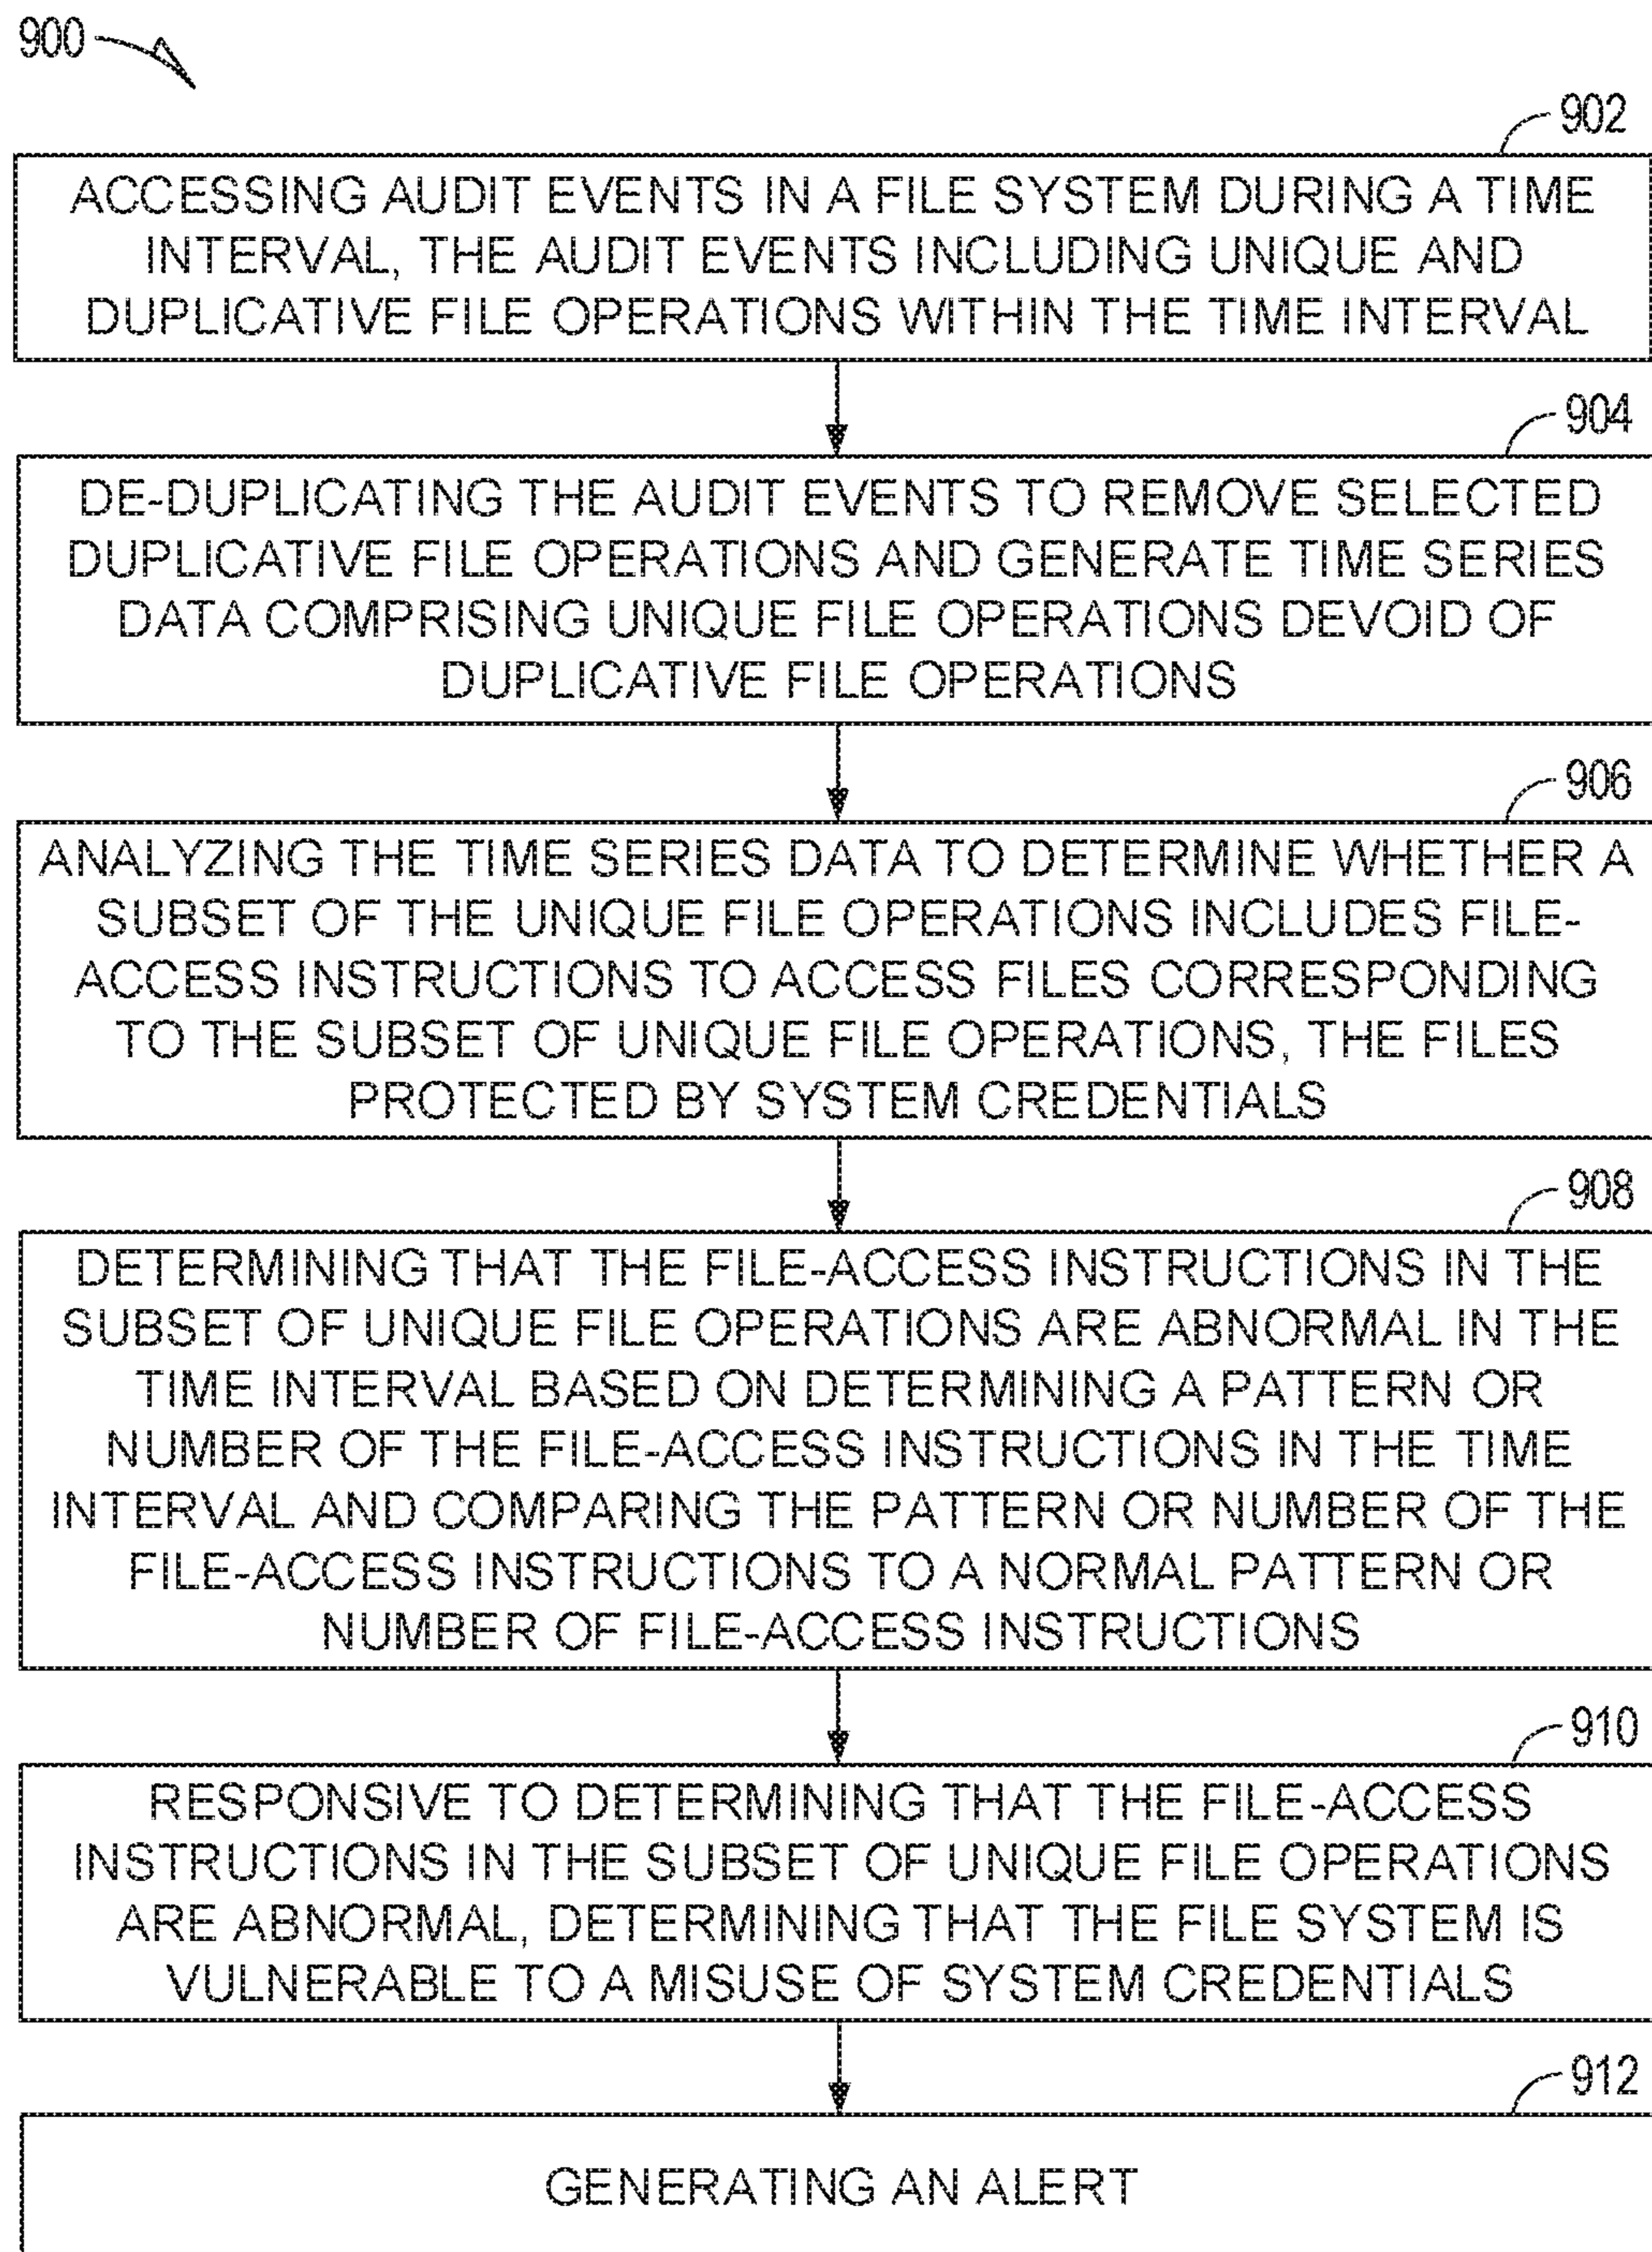 900
902
ACCESSING AUDIT EVENTS IN A FILE SYSTEM DURING A TIME
INTERVAL, THE AUDIT EVENTS INCLUDING UNIQUE AND
DUPLICATIVE FILE OPERATIONS WITHIN THE TIME INTERVAL
904
DE-DUPLICATING THE AUDIT EVENTS TO REMOVE SELECTED
DUPLICATIVE FILE OPERATIONS AND GENERATE TIME SERIES
DATA COMPRISING UNIQUE FILE OPERATIONS DEVOID OF
DUPLICATIVE FILE OPERATIONS
906
ANALYZING THE TIME SERIES DATA TO DETERMINE WHETHER A
SUBSET OF THE UNIQUE FILE OPERATIONS INCLUDES FILE-
ACCESS INSTRUCTIONS TO ACCESS FILES CORRESPONDING
TO THE SUBSET OF UNIQUE FILE OPERATIONS, THE FILES
PROTECTED BY SYSTEM CREDENTIALS
908
DETERMINING THAT THE FILE-ACCESS INSTRUCTIONS IN THE
SUBSET OF UNIQUE FILE OPERATIONS ARE ABNORMAL IN THE
TIME INTERVAL BASED ON DETERMINING A PATTERN OR
NUMBER OF THE FILE-ACCESS INSTRUCTIONS IN THE TIME
INTERVAL AND COMPARING THE PATTERN OR NUMBER OF THE
FILE-ACCESS INSTRUCTIONS TO A NORMAL PATTERN OR
NUMBER OF FILE-ACCESS INSTRUCTIONS
910
RESPONSIVE TO DETERMINING THAT THE FILE-ACCESS
INSTRUCTIONS IN THE SUBSET OF UNIQUE FILE OPERATIONS
ARE ABNORMAL, DETERMINING THAT THE FILE SYSTEM IS
VULNERABLE TO A MISUSE OF SYSTEM CREDENTIALS
912
GENERATING AN ALERT